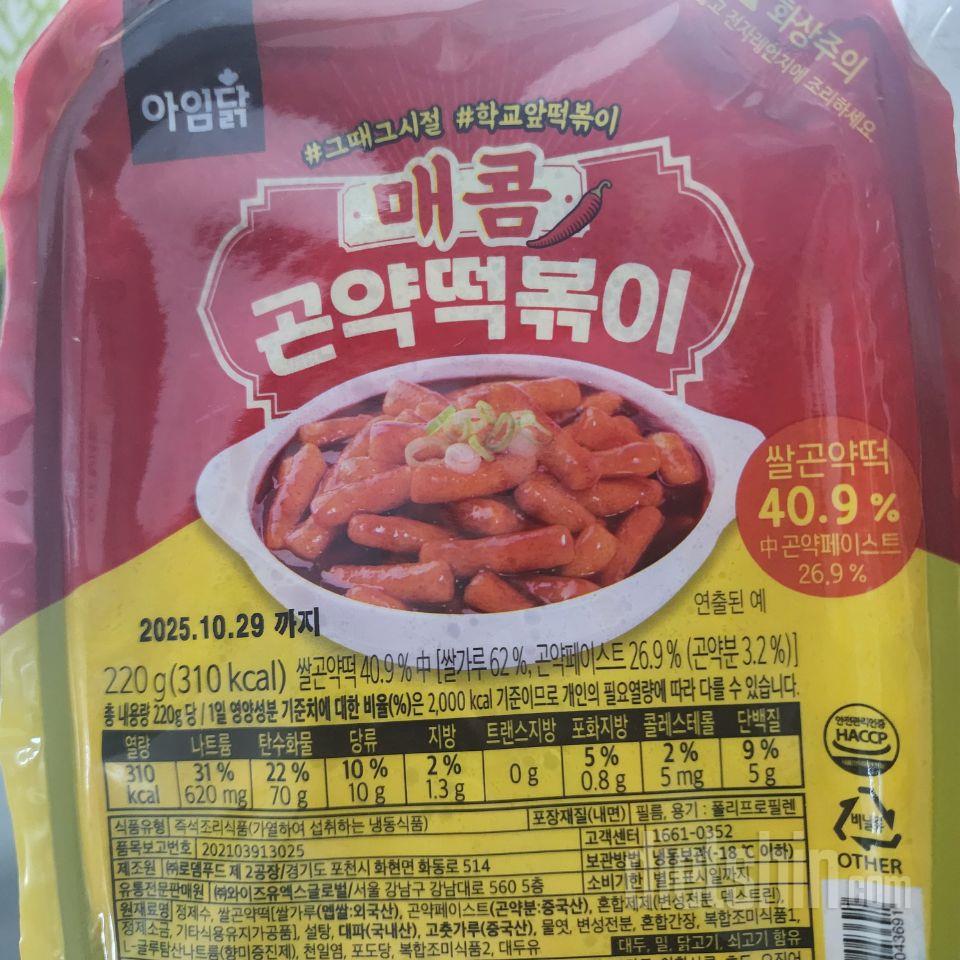 아임닭
화상주의
전자레인지에 조리하세요
#그때그시절 #학교앞떡볶이
매콤
곤약떡볶이
쌀곤약떡
40.9 %
中 곤약페이스트
26.9 %
연출된 예
2025.10.29 까지
220 g (310 kcal) 쌀곤약떡 40.9 % 中 [쌀가루 62 %, 곤약페이스트 26.9 % (곤약분 3.2 %)]
총 내용량 220g 당 / 1일 영양성분 기준치에 대한 비율(%)은 2,000 kcal 기준이므로 개인의 필요열량에 따라 다를 수 있습니다.
열량 나트륨 탄수화물 당류 지방 트랜스지방 포화지방 콜레스테롤 단백질
310 kcal 31 % 620 mg 22 % 70 g 10 % 10 g 2 % 1.3 g 0 g 5 % 0.8 g 2 % 5 mg 9 % 5 g
안전관리인증
HACCP
비닐류
OTHER
식품유형 즉석조리식품(가열하여 섭취하는 냉동식품) 포장재질(내면) 필름, 용기 : 폴리프로필렌
품목보고번호 202103913025 고객센터 1661-0352
제조원 ㈜로엠푸드 제 2공장/경기도 포천시 화현면 화동로 514 보관방법 냉동보관(-18 ℃ 이하)
유통전문판매원 ㈜와이즈유엑스글로벌/서울 강남구 강남대로 560 5층 소비기한 별도표시일까지
원재료명 정제수, 쌀곤약떡[쌀가루(멥쌀:외국산), 곤약페이스트(곤약분:중국산), 혼합제제(변성전분, 덱스트린),
정제소금, 기타식용유지가공품], 설탕, 대파(국내산), 고춧가루(중국산), 물엿, 변성전분, 혼합간장, 복합조미식품1,
L-글루탐산나트륨(향미증진제), 천일염, 포도당, 복합조미식품2, 대두유
대두, 밀, 닭고기, 쇠고기 함유